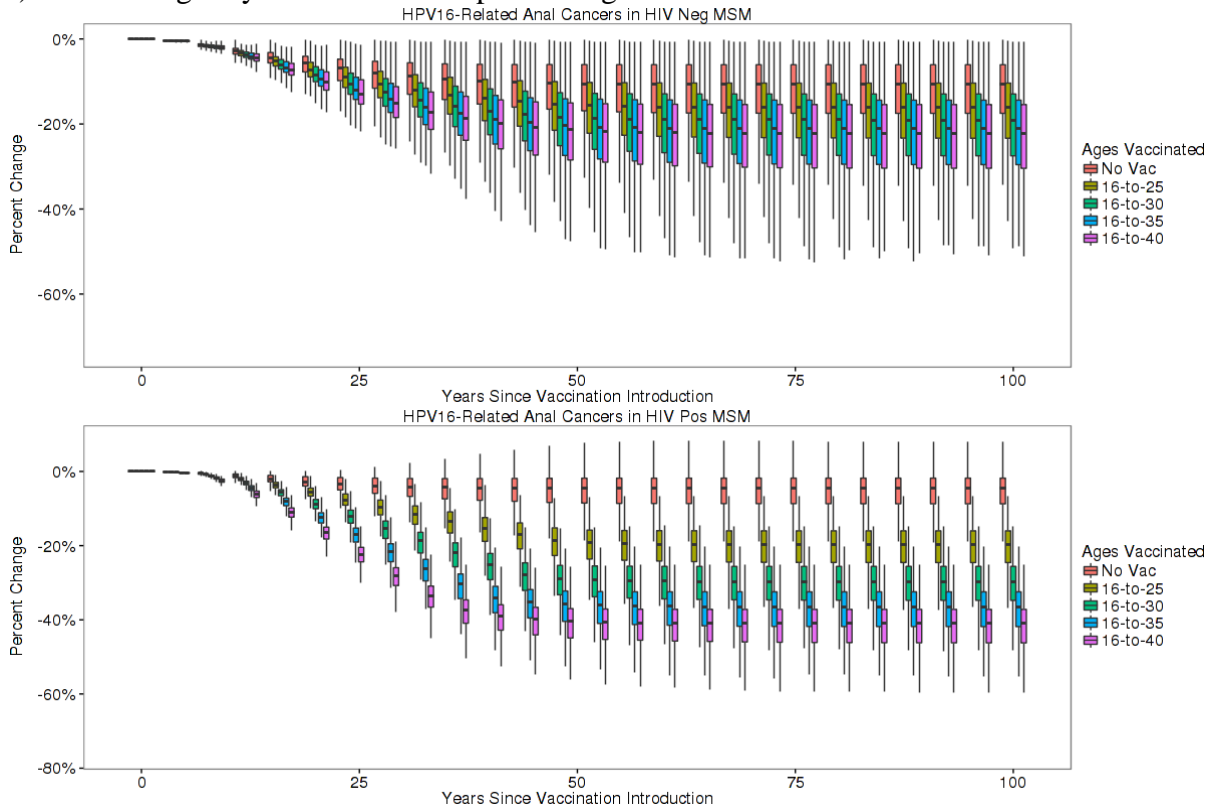 HPV16-Related Anal Cancers in HIV Neg MSM
0%
-20%
-40%
-60%
Percent Change
0 25 50 75 100
Years Since Vaccination Introduction
Ages Vaccinated
No Vac
16-to-25
16-to-30
16-to-35
16-to-40
HPV16-Related Anal Cancers in HIV Pos MSM
0%
-20%
-40%
-60%
-80%
Percent Change
0 25 50 75 100
Years Since Vaccination Introduction
Ages Vaccinated
No Vac
16-to-25
16-to-30
16-to-35
16-to-40